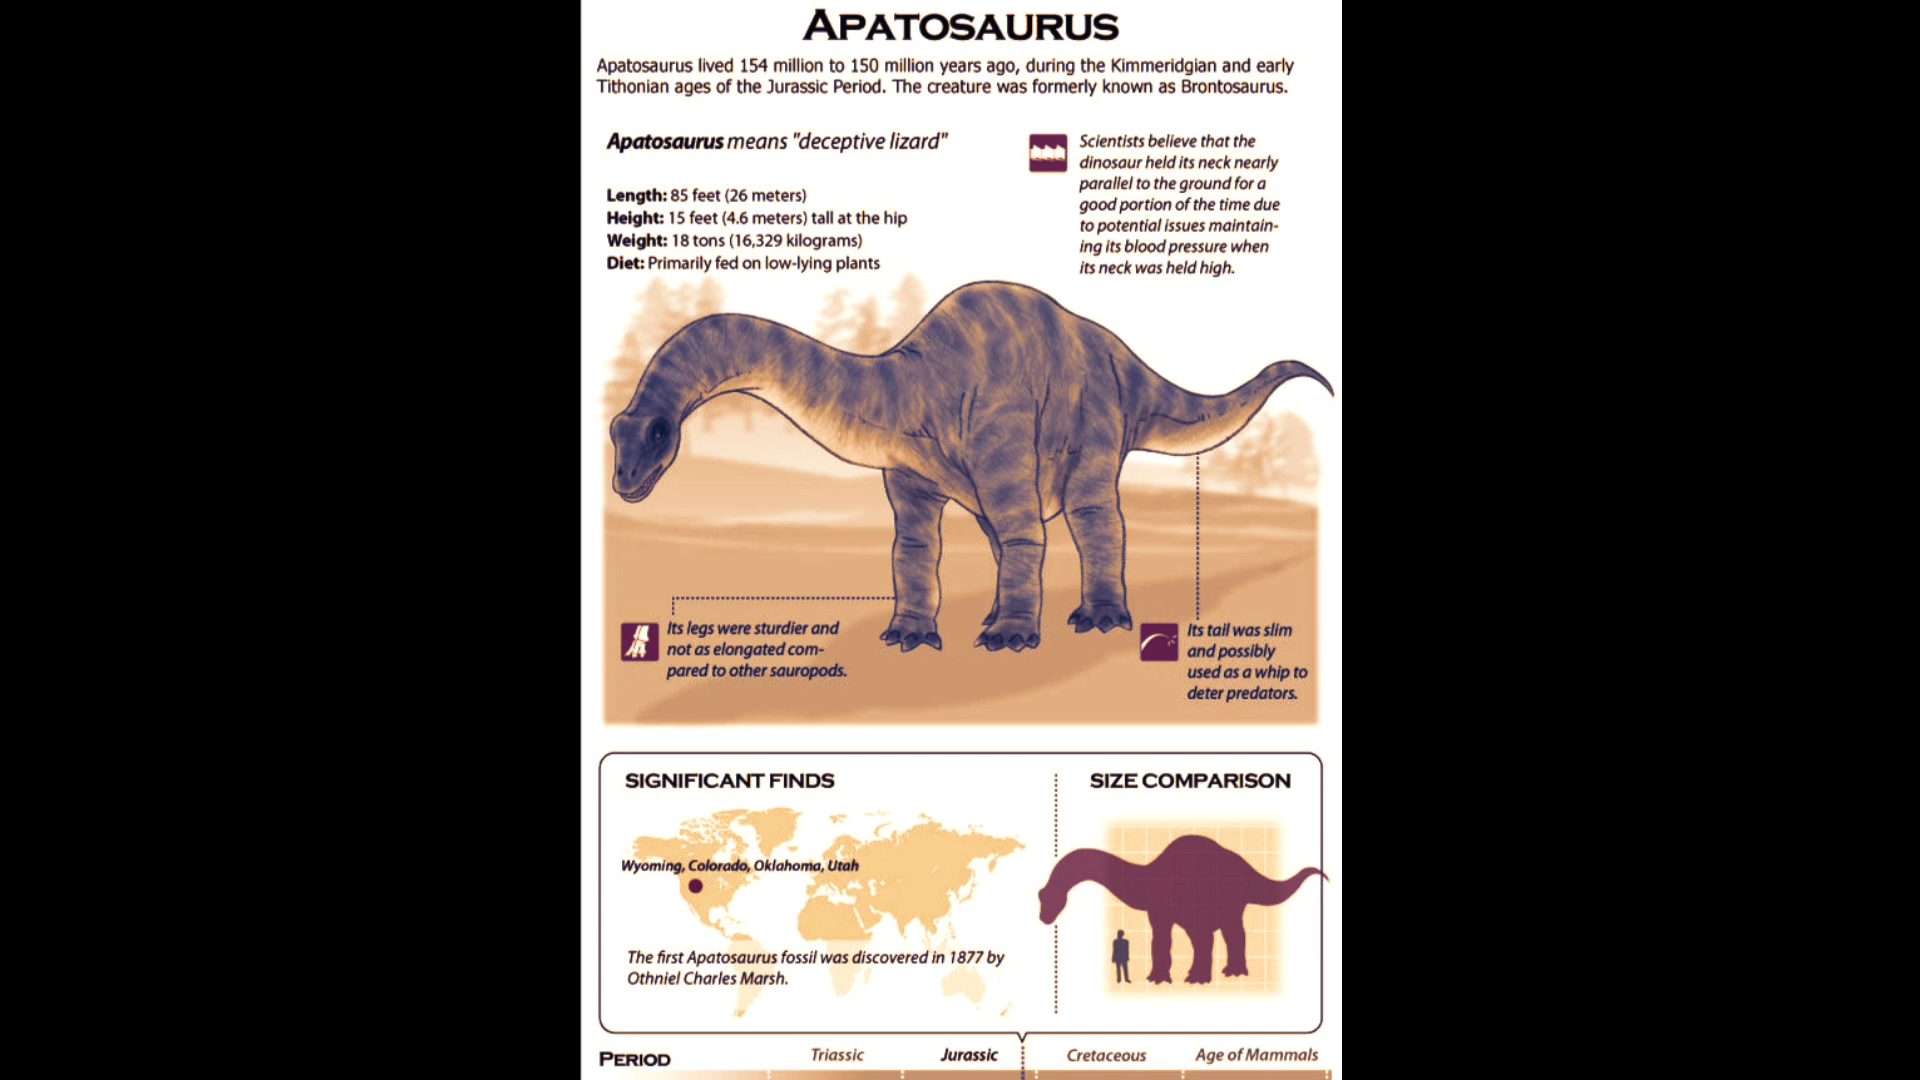 APATOSAURUS
Apatosaurus lived 154 million to 150 million years ago, during the Kimmeridgian and early
Tithonian ages of the Jurassic Period. The creature was formerly known as Brontosaurus.
Apatosaurus means "deceptive lizard"
Length: 85 feet (26 meters)
Height: 15 feet (4.6 meters) tall at the hip
Weight: 18 tons (16,329 kilograms)
Diet: Primarily fed on low-lying plants
Scientists believe that the
dinosaur held its neck nearly
parallel to the ground for a
good portion of the time due
to potential issues maintain-
ing its blood pressure when
its neck was held high.
Its legs were sturdier and
not as elongated com-
pared to other sauropods.
Its tail was slim
and possibly
used as a whip to
deter predators.
SIGNIFICANT FINDS
Wyoming, Colorado, Oklahoma, Utah
The first Apatosaurus fossil was discovered in 1877 by
Othniel Charles Marsh.
SIZE COMPARISON
PERIOD
Triassic
Jurassic
Cretaceous
Age of Mammals